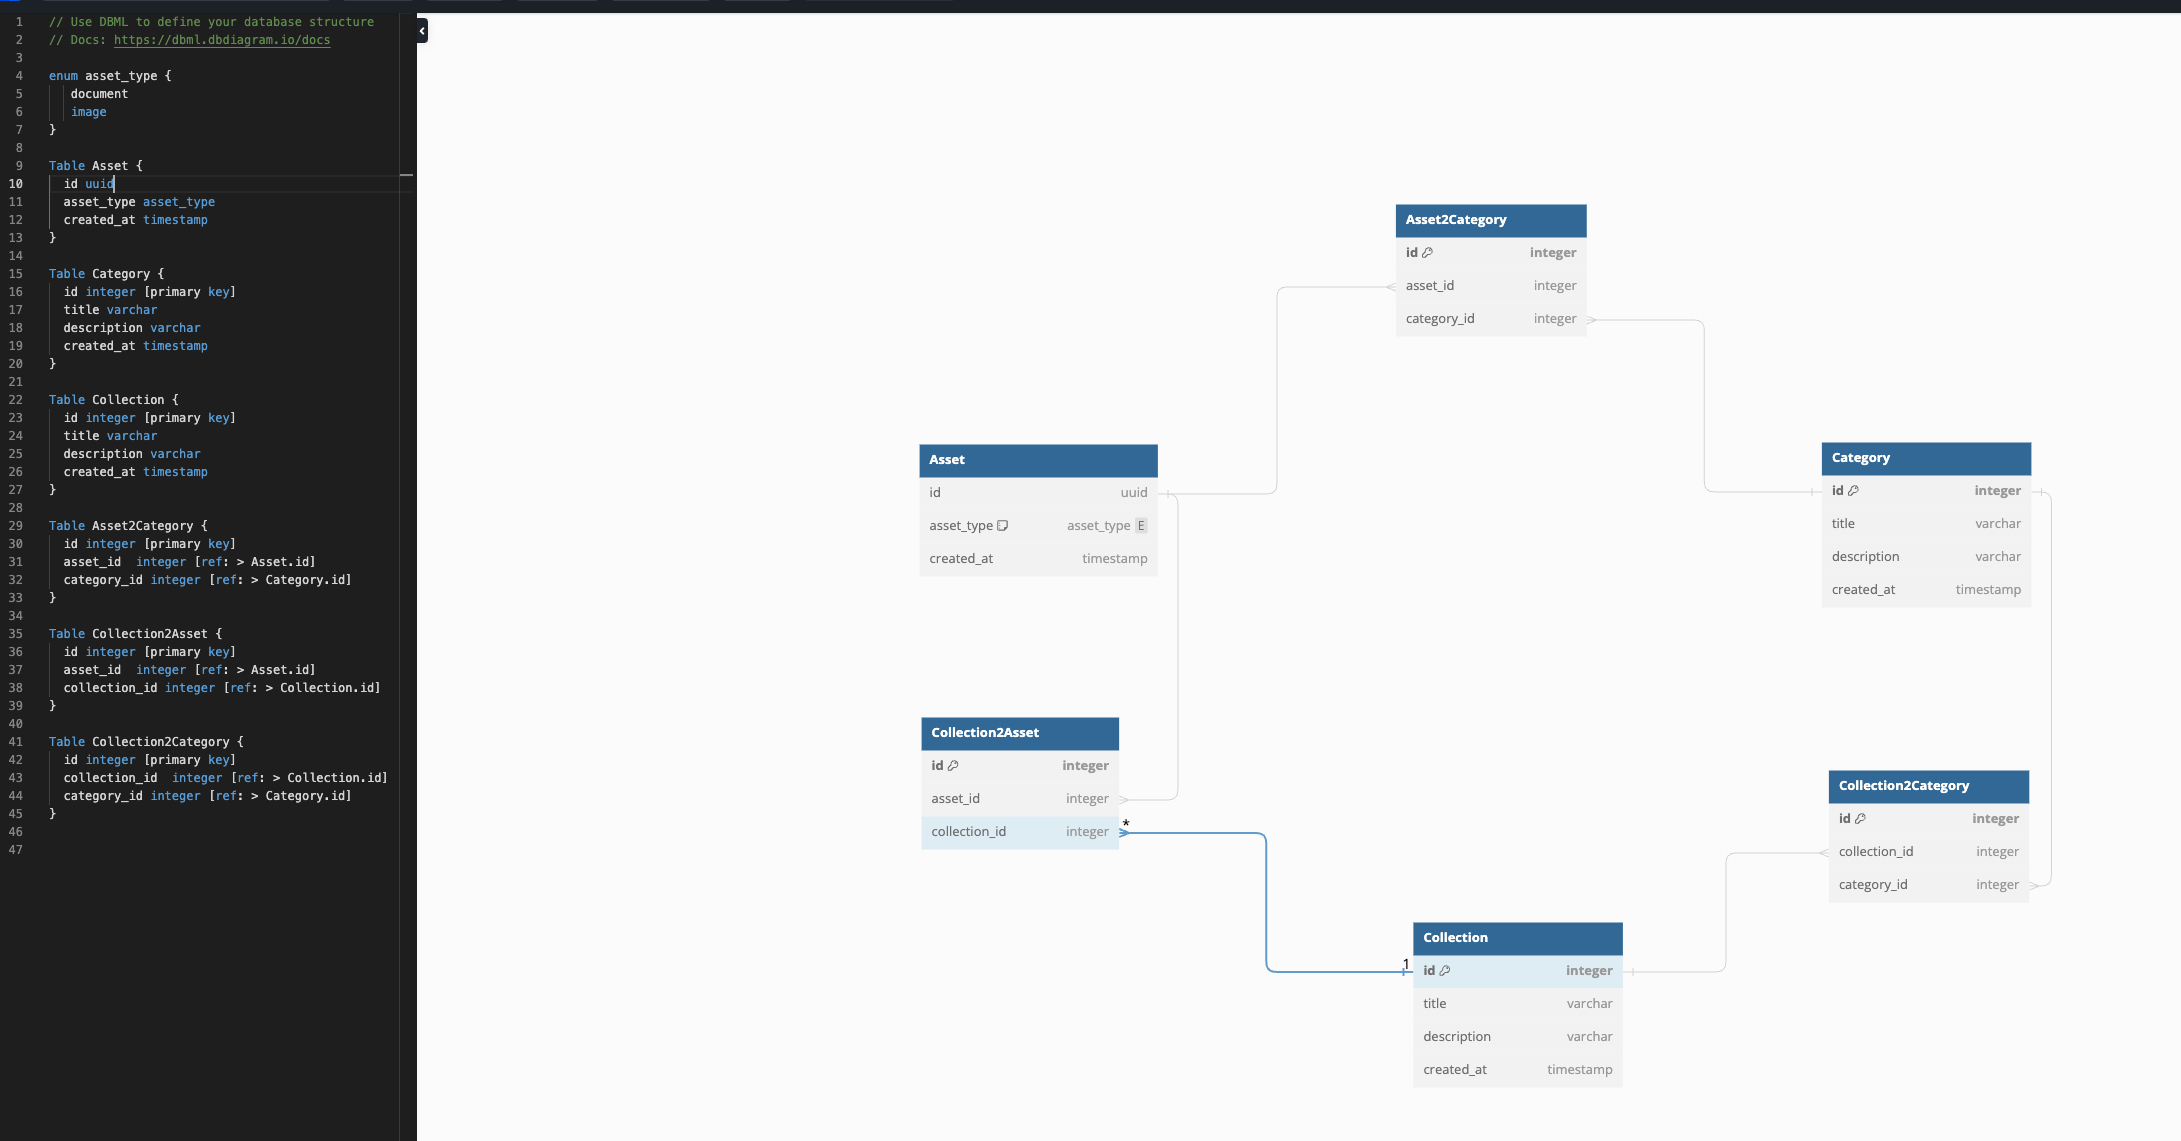 1 // Use DBML to define your database structure
2 // Docs: https://dbml.dbdiagram.io/docs
3
4 enum asset_type {
5 document
6 image
7 }
8
9 Table Asset {
10 id uuid
11 asset_type asset_type
12 created_at timestamp
13 }
14
15 Table Category {
16 id integer [primary key]
17 title varchar
18 description varchar
19 created_at timestamp
20 }
21
22 Table Collection {
23 id integer [primary key]
24 title varchar
25 description varchar
26 created_at timestamp
27 }
28
29 Table Asset2Category {
30 id integer [primary key]
31 asset_id  integer [ref: > Asset.id]
32 category_id integer [ref: > Category.id]
33 }
34
35 Table Collection2Asset {
36 id integer [primary key]
37 asset_id  integer [ref: > Asset.id]
38 collection_id integer [ref: > Collection.id]
39 }
40
41 Table Collection2Category {
42 id integer [primary key]
43 collection_id  integer [ref: > Collection.id]
44 category_id integer [ref: > Category.id]
45 }
46
47
Asset2Category
id integer
asset_id integer
category_id integer
Asset
id uuid
asset_type asset_type E
created_at timestamp
Category
id integer
title varchar
description varchar
created_at timestamp
Collection2Asset
id integer
asset_id integer
collection_id integer *
Collection2Category
id integer
collection_id integer
category_id integer
Collection
1 id integer
title varchar
description varchar
created_at timestamp